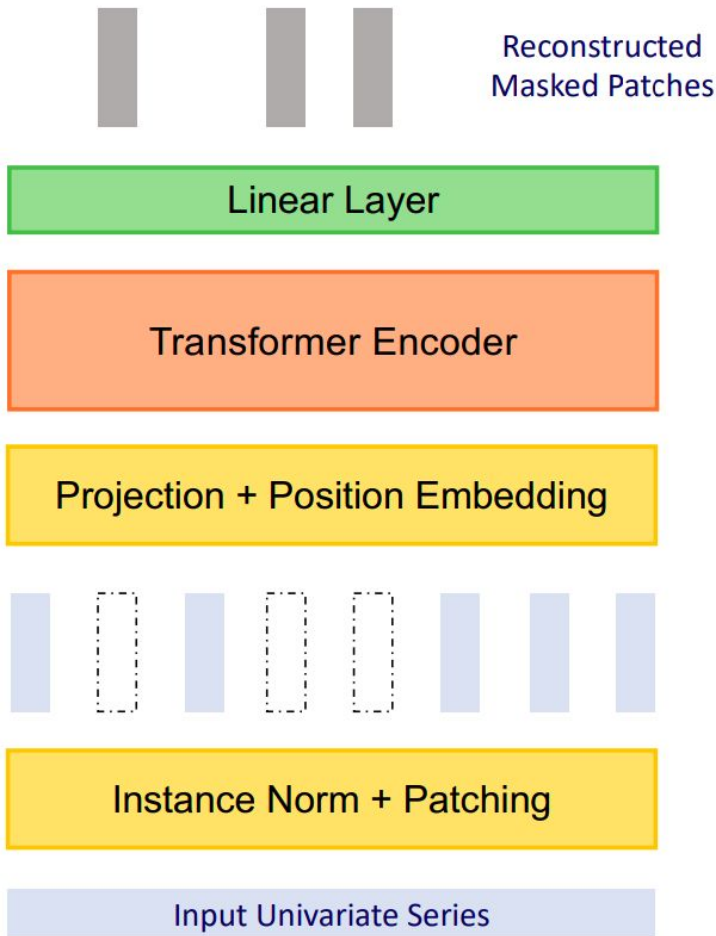 Reconstructed
Masked Patches
Linear Layer
Transformer Encoder
Projection + Position Embedding
Instance Norm + Patching
Input Univariate Series